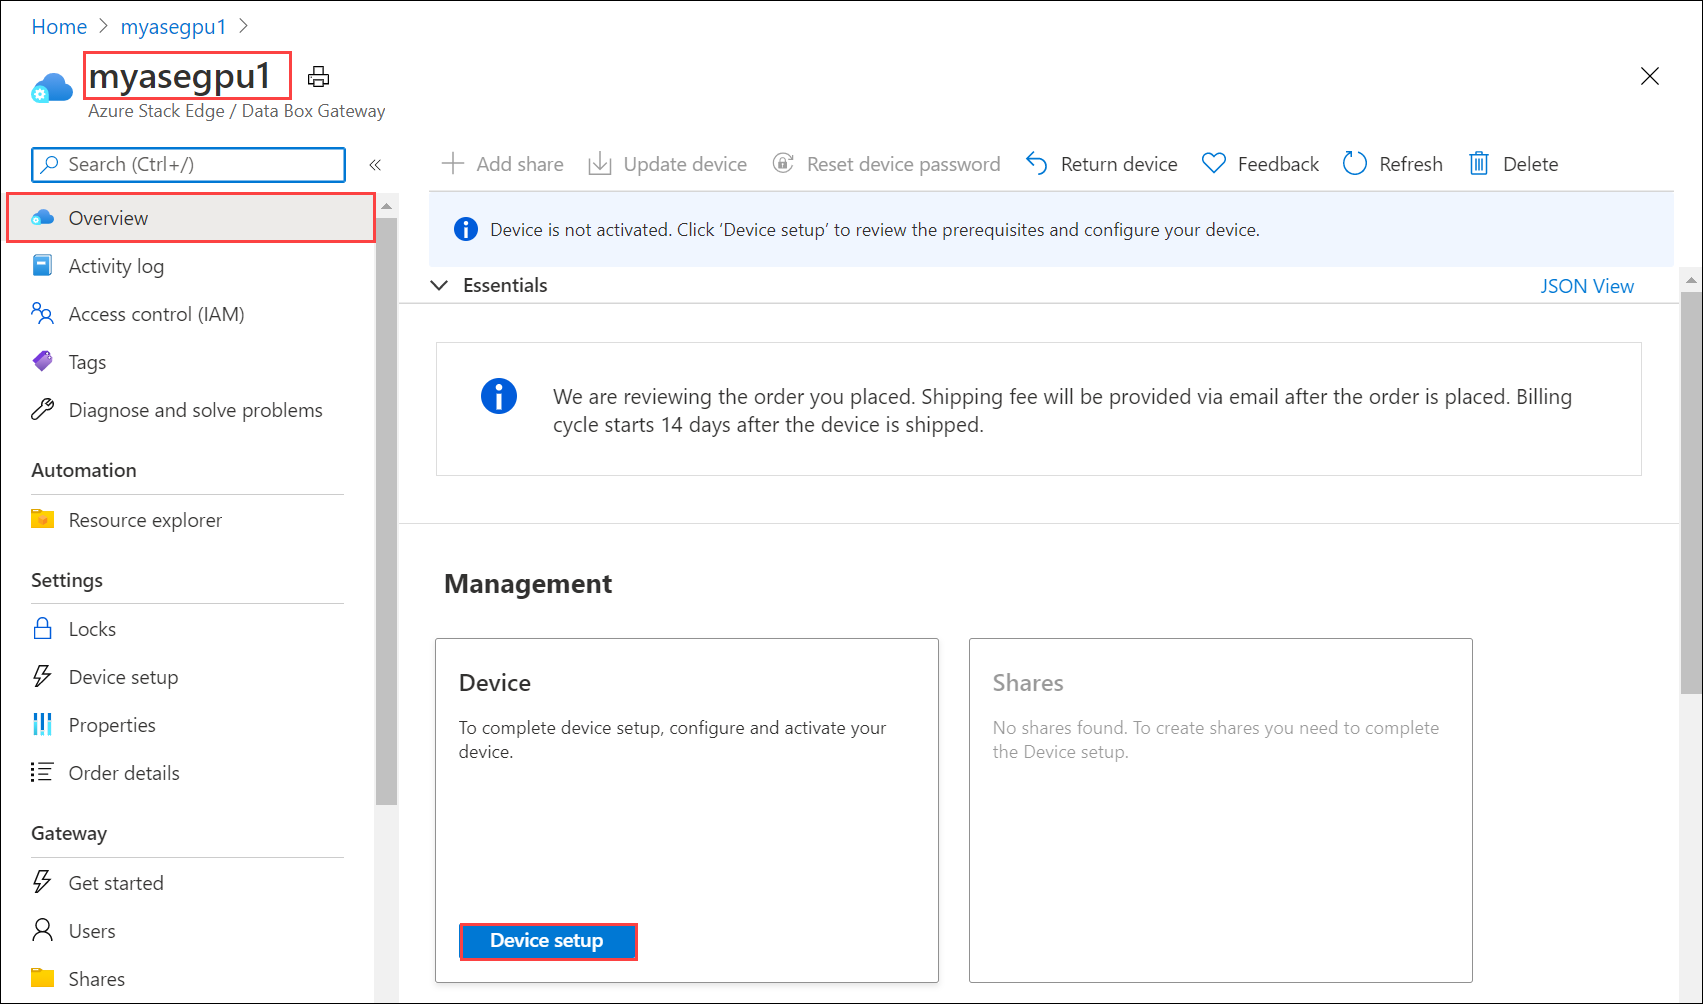 Home > myasegpu1 >
myasegpu1
Azure Stack Edge / Data Box Gateway
Search (Ctrl+/)
«
Overview
Activity log
Access control (IAM)
Tags
Diagnose and solve problems
Automation
Resource explorer
Settings
Locks
Device setup
Properties
Order details
Gateway
Get started
Users
Shares
Add share Update device Reset device password Return device Feedback Refresh Delete
Device is not activated. Click ‘Device setup’ to review the prerequisites and configure your device.
Essentials JSON View
We are reviewing the order you placed. Shipping fee will be provided via email after the order is placed. Billing
cycle starts 14 days after the device is shipped.
Management
Device
To complete device setup, configure and activate your
device.
Device setup
Shares
No shares found. To create shares you need to complete
the Device setup.